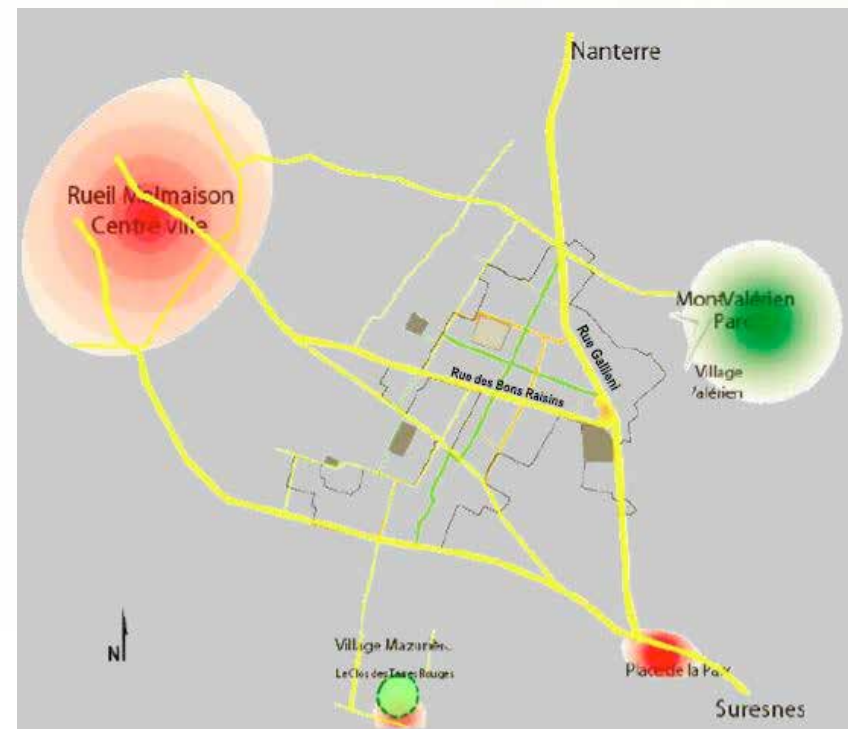 Nanterre
Rueil Malmaison
Centre ville
Mont Valérien
Parc
Rue Gallieni
Village
Valérien
Rue des Bons Raisins
N
Village Mazurière
Le Clos des Terres Rouges
Place de la Paix
Suresnes